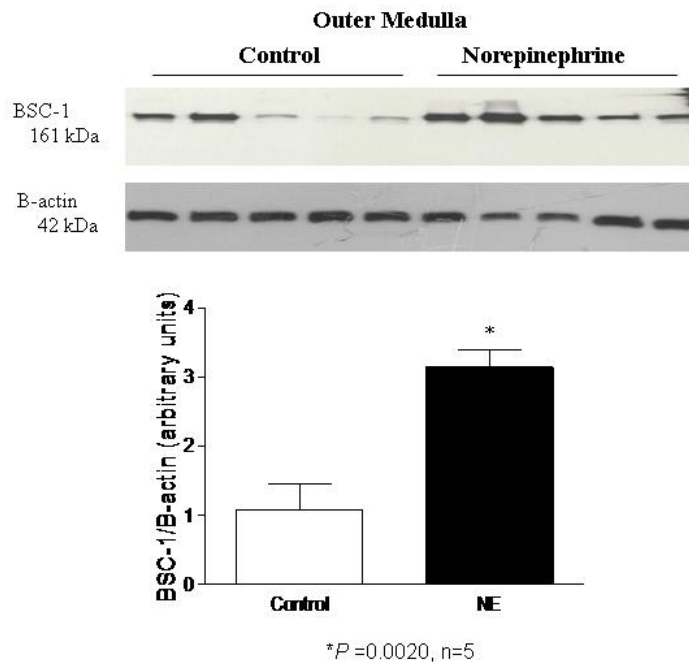 Outer Medulla
Control Norepinephrine
BSC-1
161 kDa
B-actin
42 kDa
BSC-1/B-actin (arbitrary units)
4
3
2
1
0
*
Control NE
*P =0.0020, n=5